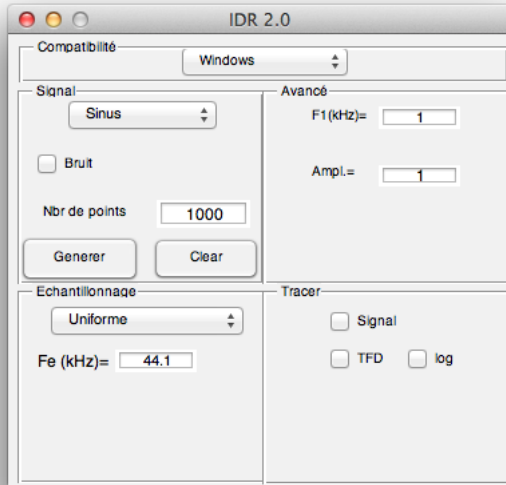 IDR 2.0
Compatibilité
Windows
Signal
Sinus
Bruit
Nbr de points 1000
Generer Clear
Avancé
F1(kHz)= 1
Ampl.= 1
Echantillonnage
Uniforme
Fe (kHz)= 44.1
Tracer
Signal
TFD log